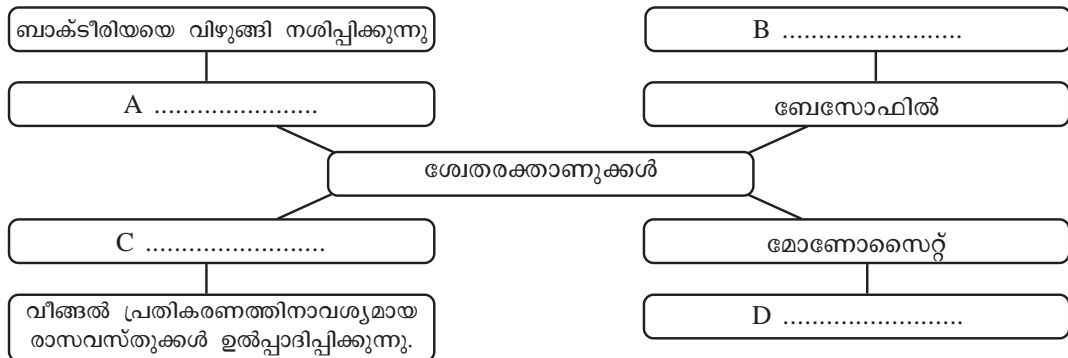 ബാക്ടീരിയയെ വിഴുങ്ങി നശിപ്പിക്കുന്നു
B ........................
A ......................
ബേസോഫിൽ
ശ്വേതരക്താണുക്കൾ
C ........................
മോണോസൈറ്റ്
വീങ്ങൽ പ്രതികരണത്തിനാവശ്യമായ
രാസവസ്തുക്കൾ ഉൽപ്പാദിപ്പിക്കുന്നു.
D ........................